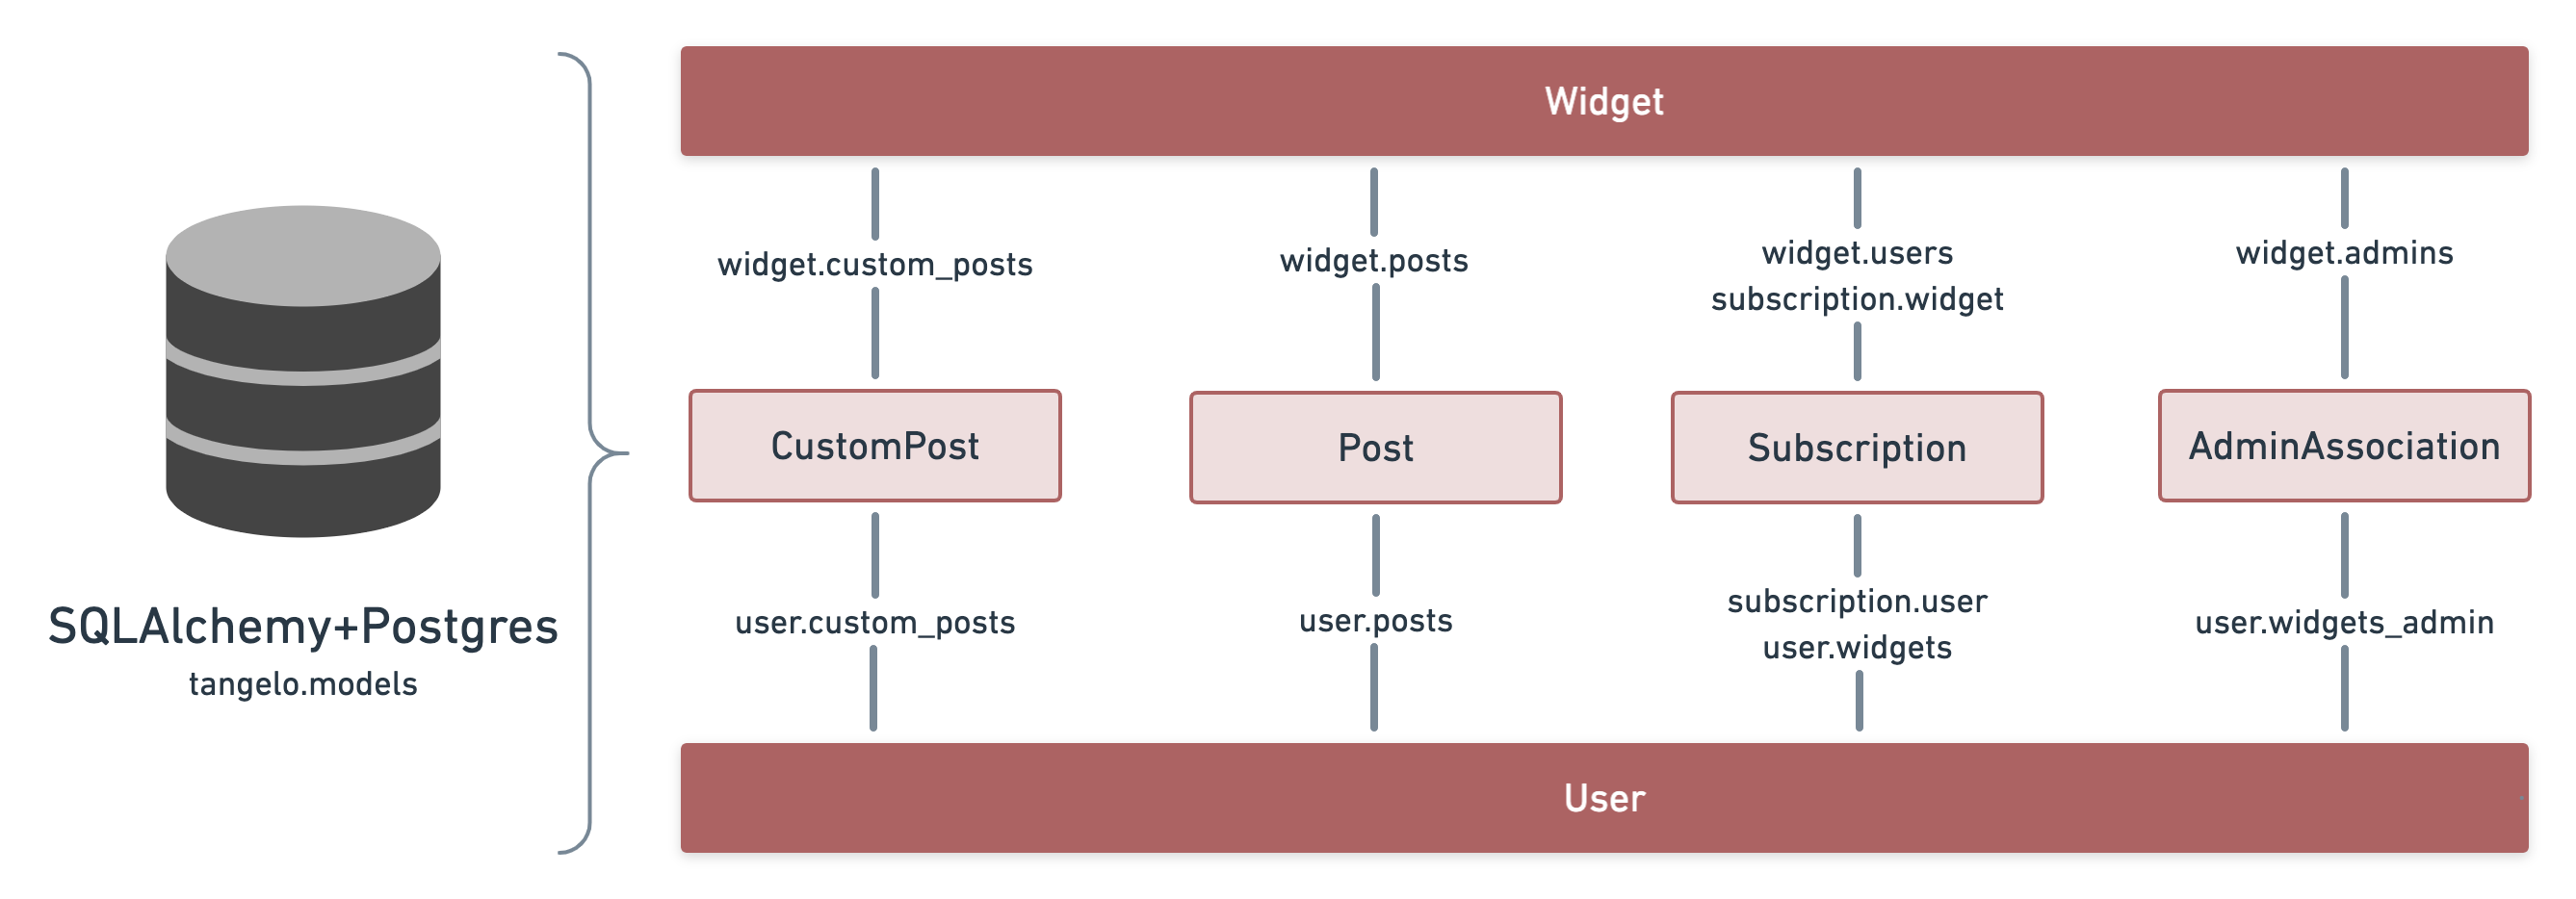 SQLAlchemy+Postgres
tangelo.models
Widget
widget.custom_posts
widget.posts
widget.users
subscription.widget
widget.admins
CustomPost
Post
Subscription
AdminAssociation
user.custom_posts
user.posts
subscription.user
user.widgets
user.widgets_admin
User